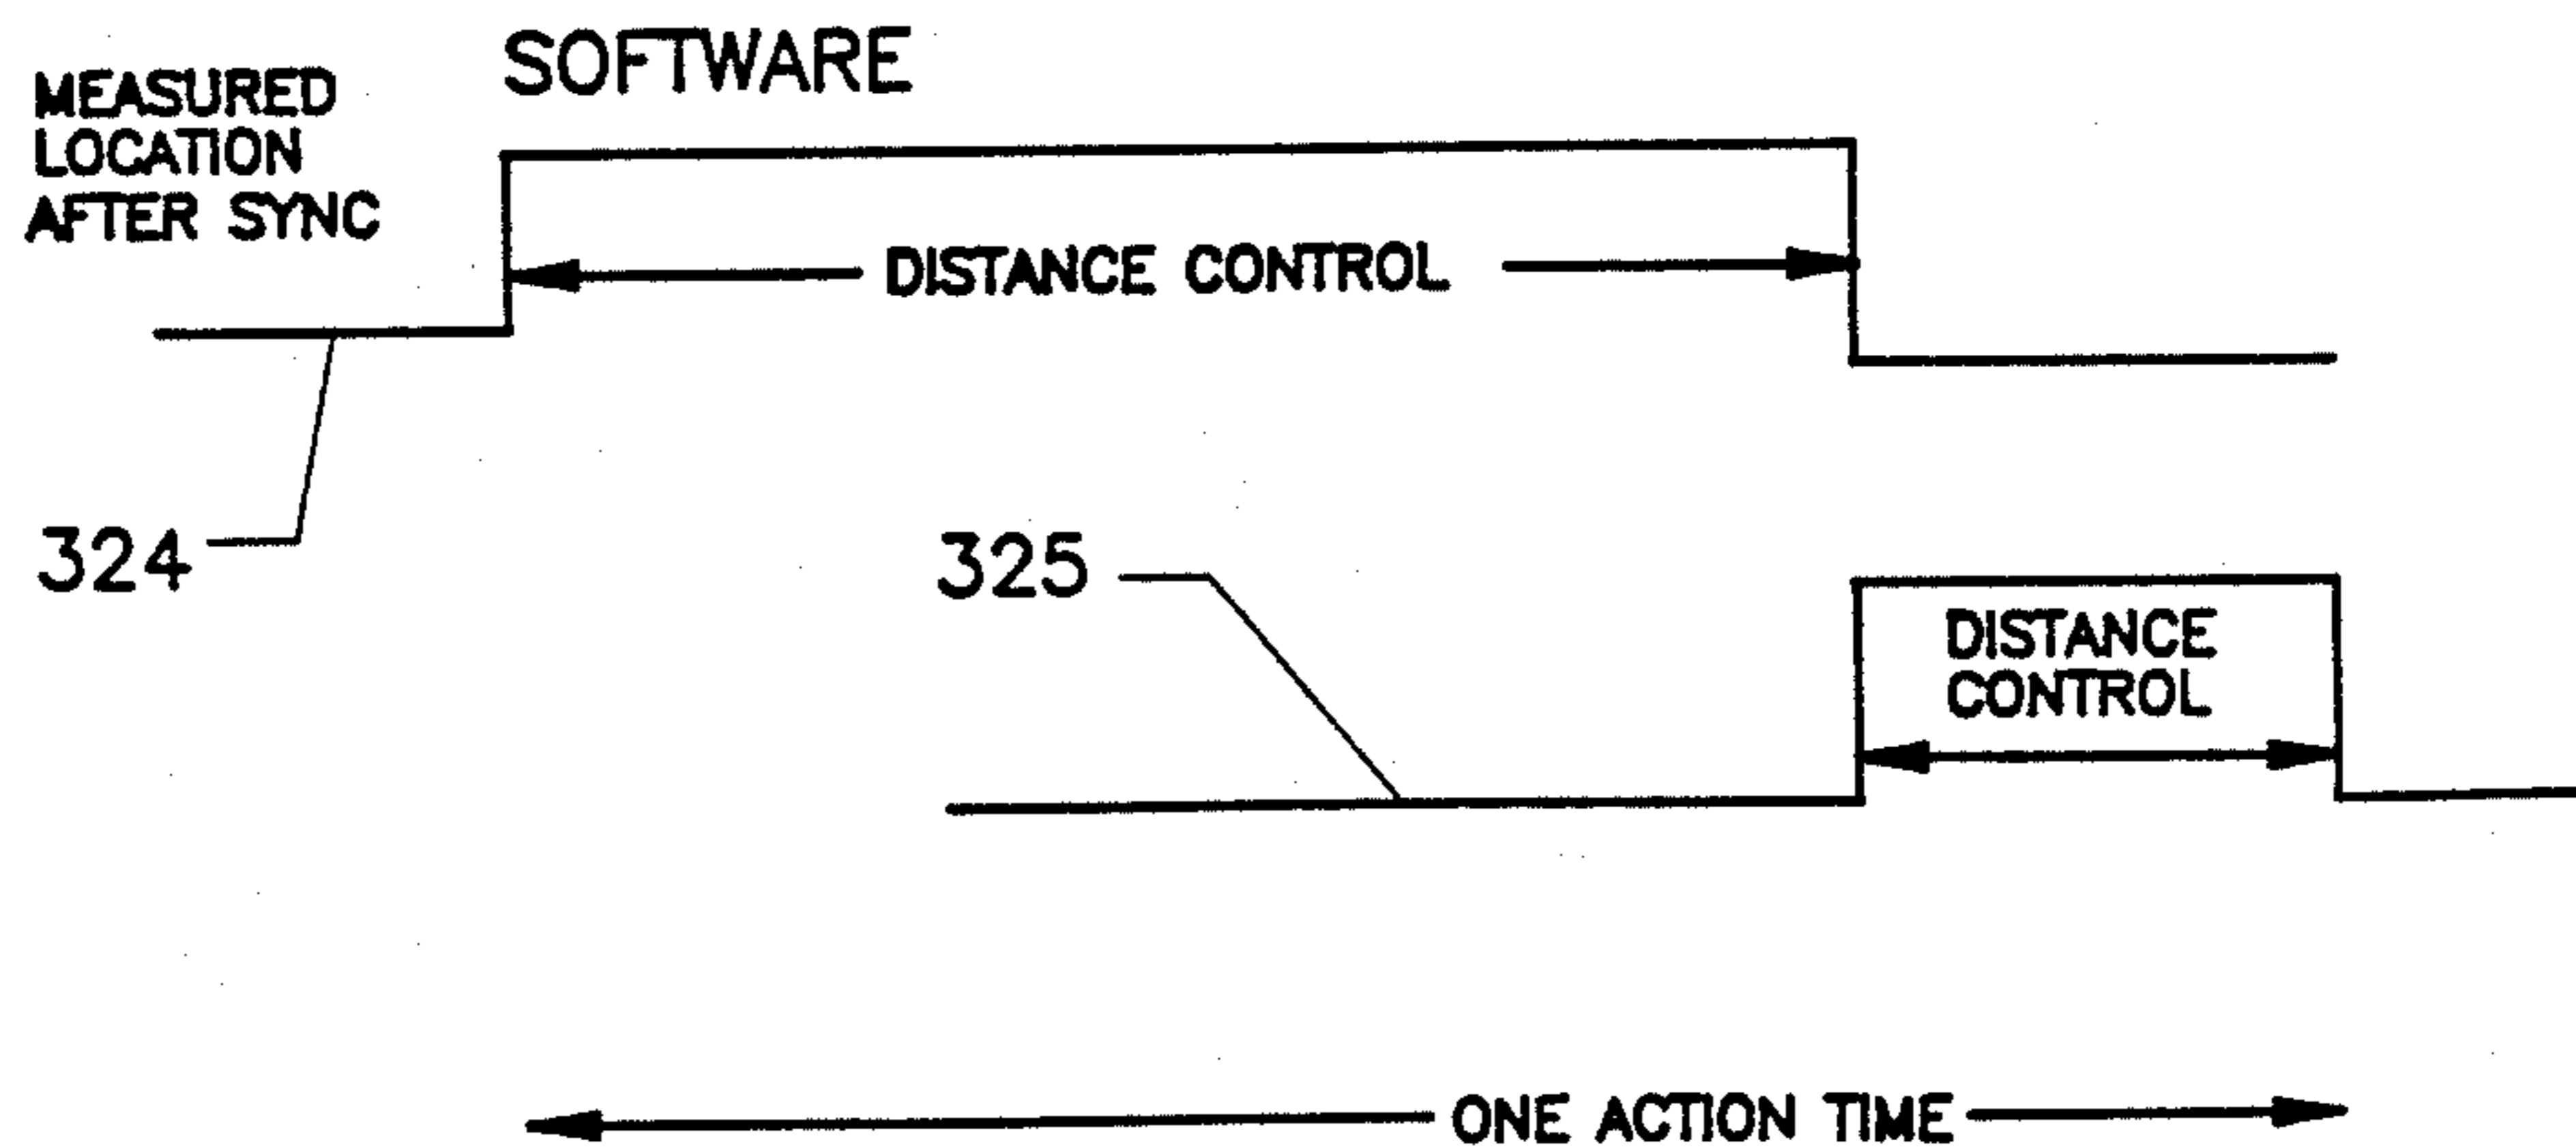 SOFTWARE
MEASURED
LOCATION
AFTER SYNC
DISTANCE CONTROL
324
325
DISTANCE
CONTROL
ONE ACTION TIME